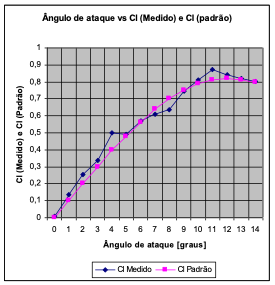 Ângulo de ataque vs Cl (Medido) e Cl (padrão)
Cl (Medido) e Cl (Padrão)
1
0,9
0,8
0,7
0,6
0,5
0,4
0,3
0,2
0,1
0
0 1 2 3 4 5 6 7 8 9 10 11 12 13 14
Ângulo de ataque [graus]
Cl Medido Cl Padrão